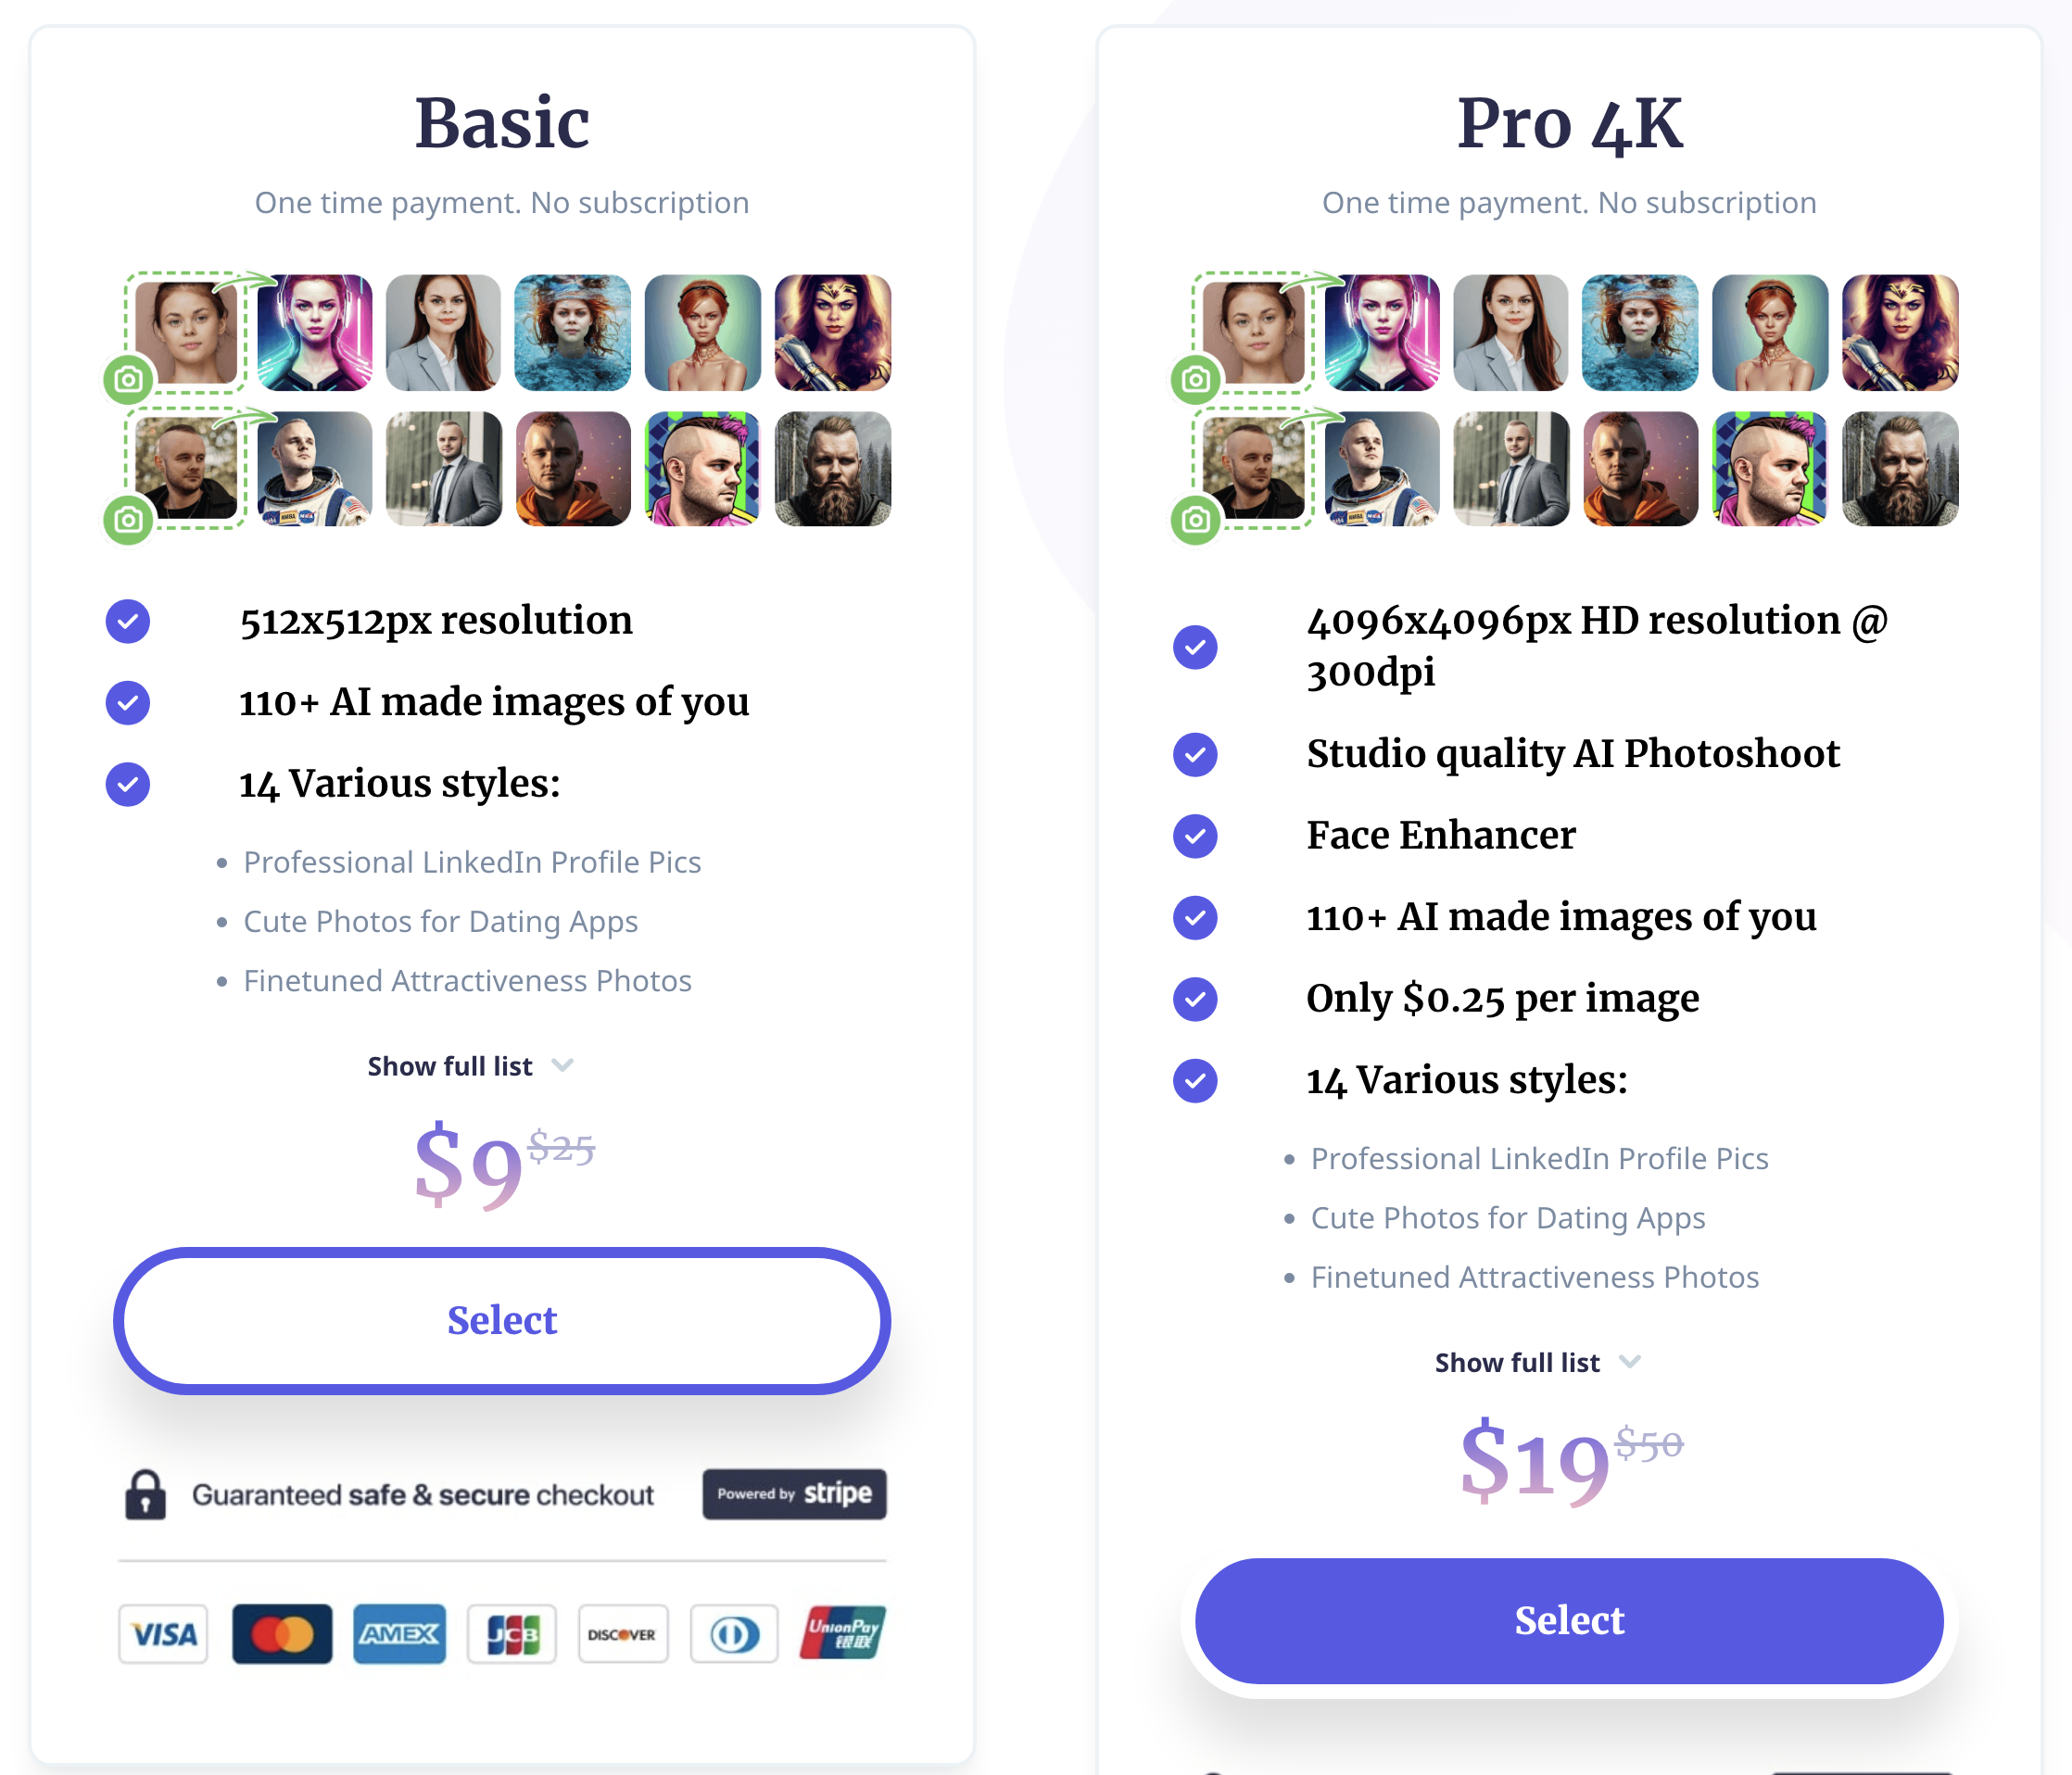 Basic
One time payment. No subscription
512x512px resolution
110+ AI made images of you
14 Various styles:
Professional LinkedIn Profile Pics
Cute Photos for Dating Apps
Finetuned Attractiveness Photos
Show full list
$9 $25
Select
Guaranteed safe & secure checkout
Powered by stripe
VISA
AMEX
JCB
DISCOVER
UnionPay
银联
Pro 4K
One time payment. No subscription
4096x4096px HD resolution @
300dpi
Studio quality AI Photoshoot
Face Enhancer
110+ AI made images of you
Only $0.25 per image
14 Various styles:
Professional LinkedIn Profile Pics
Cute Photos for Dating Apps
Finetuned Attractiveness Photos
Show full list
$19 $50
Select